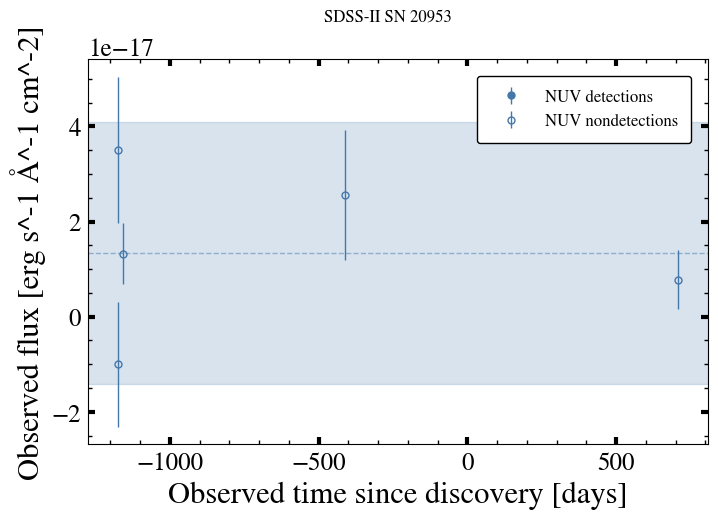 SDSS-II SN 20953
1e−17
NUV detections
NUV nondetections
4
2
0
−2
−1000
−500
0
500
Observed time since discovery [days]
Observed flux [erg s^-1 Å^-1 cm^-2]